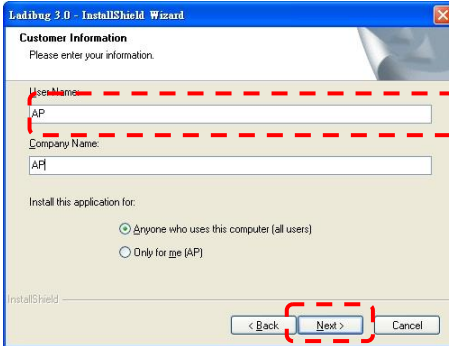 Ladibug 3.0 - InstallShield Wizard
Customer Information
Please enter your information.
User Name:
AP
Company Name:
AP
Install this application for:
Anyone who uses this computer (all users)
Only for me (AP)
InstallShield
< Back
Next >
Cancel